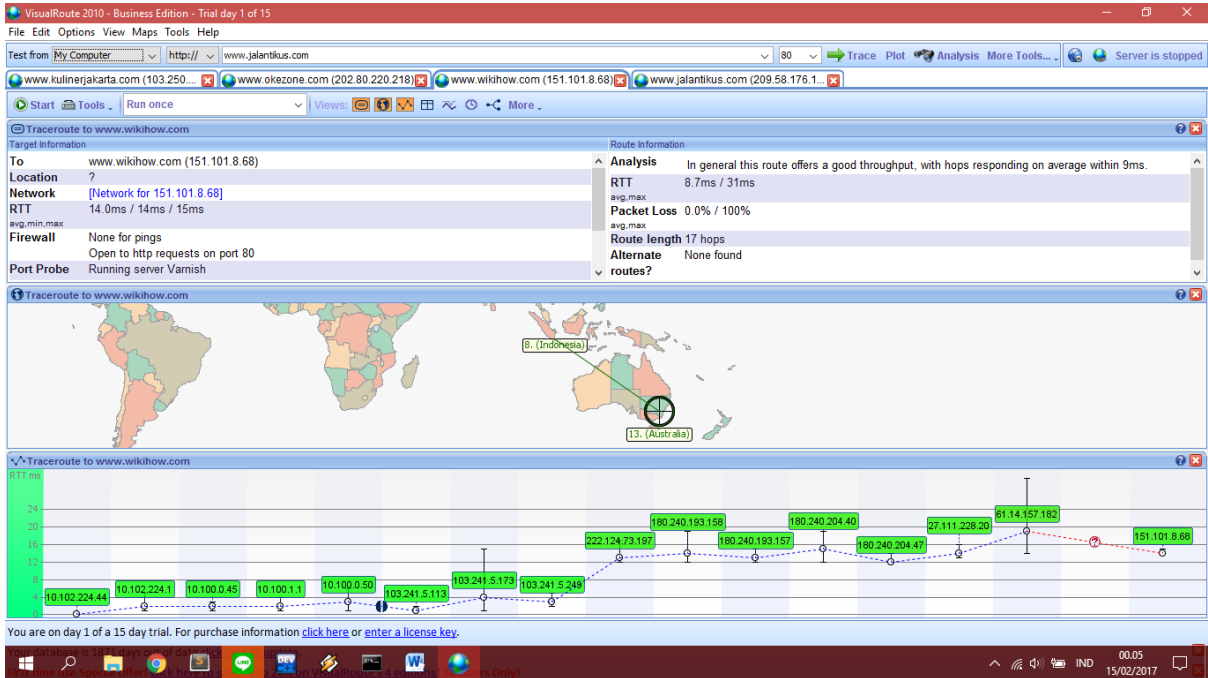 VisualRoute 2010 - Business Edition - Trial day 1 of 15
File Edit Options View Maps Tools Help
Test from My Computer http:// www.jalantikus.com 80 Trace Plot Analysis More Tools... Server is stopped
www.kulinerjakarta.com (103.250.... www.okezone.com (202.80.220.218) www.wikihow.com (151.101.8.68) www.jalantikus.com (209.58.176.1...
Start Tools Run once Views: More
Traceroute to www.wikihow.com
Target Information
To www.wikihow.com (151.101.8.68)
Location ?
Network [Network for 151.101.8.68]
RTT 14.0ms / 14ms / 15ms
avg,min,max
Firewall None for pings
Open to http requests on port 80
Port Probe Running server Varnish
Route Information
Analysis In general this route offers a good throughput, with hops responding on average within 9ms.
RTT 8.7ms / 31ms
avg,max
Packet Loss 0.0% / 100%
avg,max
Route length 17 hops
Alternate None found
routes?
Traceroute to www.wikihow.com
8. (Indonesia)
13. (Australia)
Traceroute to www.wikihow.com
RTT ms
24
20
16
12
8
4
0
10.102.224.44
10.102.224.1
10.100.0.45
10.100.1.1
10.100.0.50
103.241.5.113
103.241.5.173
103.241.5.249
222.124.73.197
180.240.193.158
180.240.193.157
180.240.204.40
180.240.204.47
27.111.228.20
61.14.157.182
?
151.101.8.68
You are on day 1 of a 15 day trial. For purchase information click here or enter a license key.
Your database is 1871 days out of date click here to update.
IND
00.05
15/02/2017